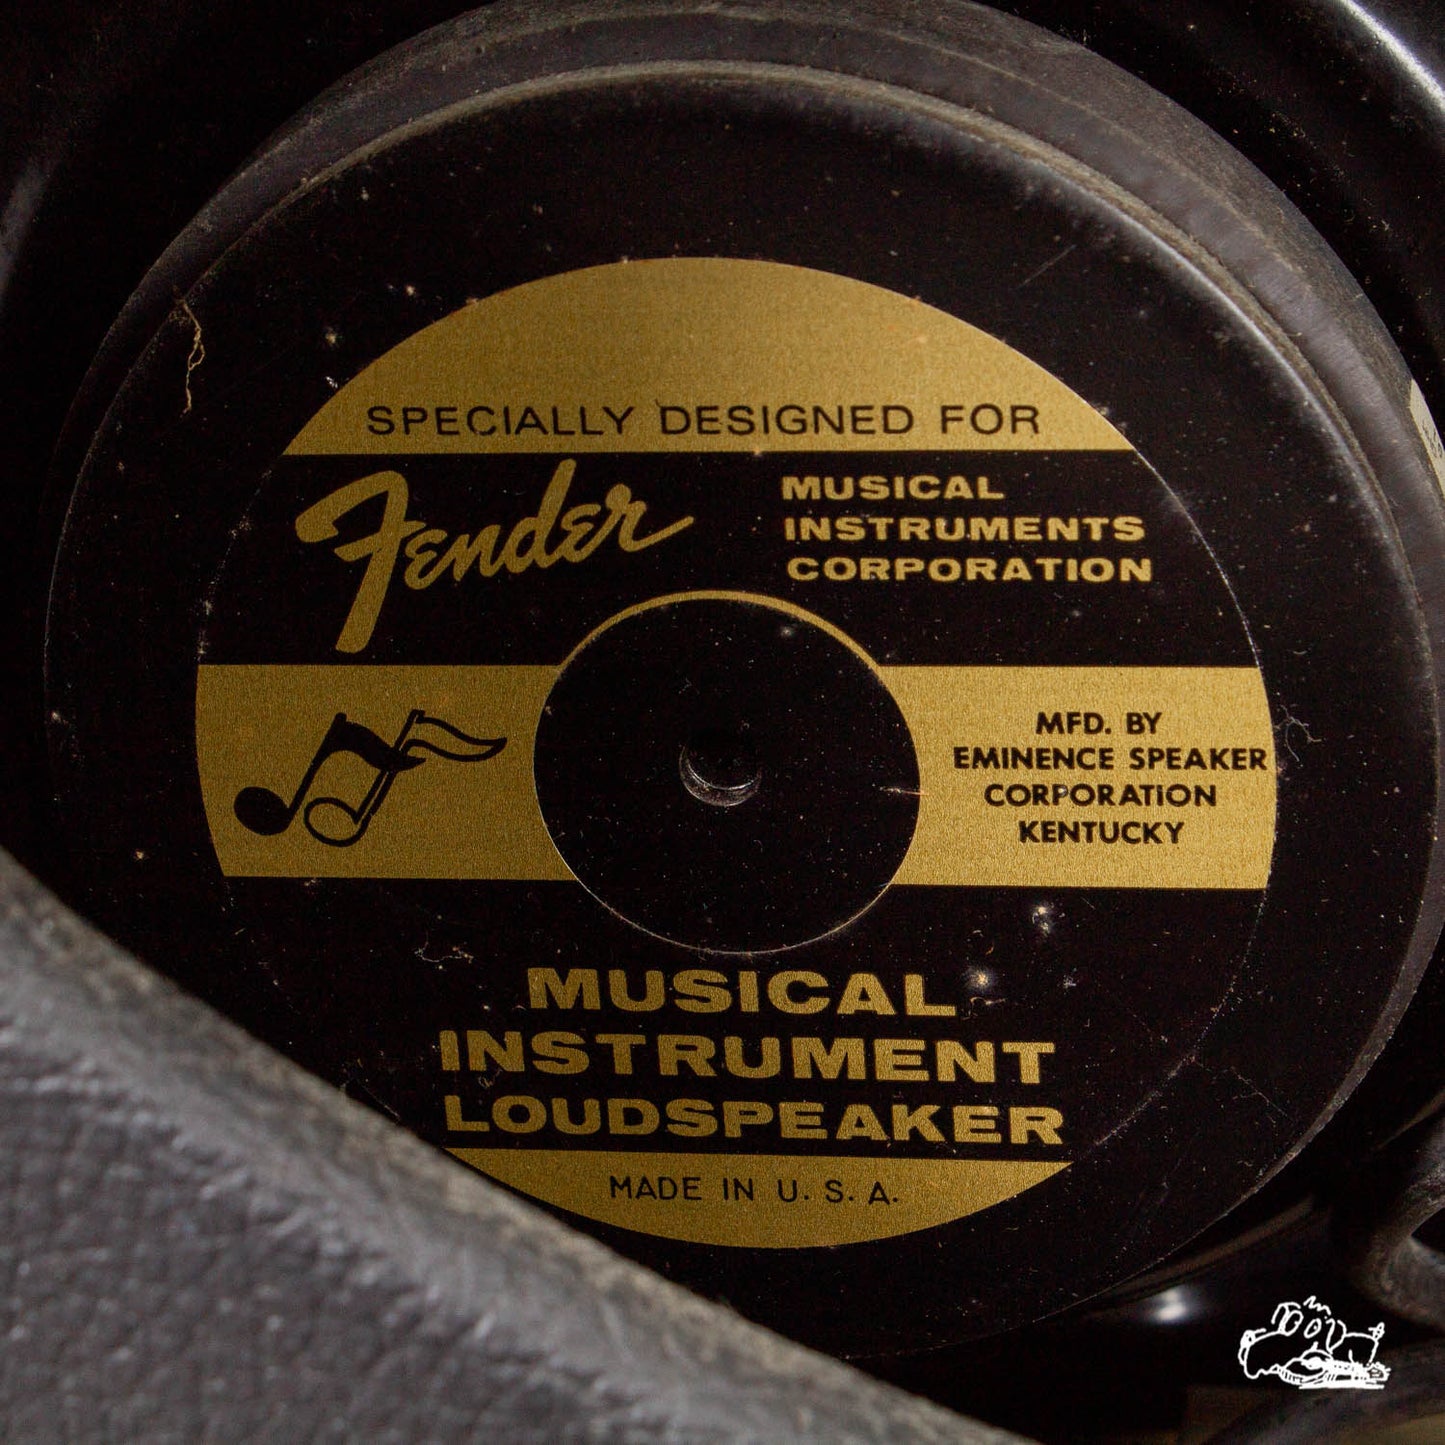 SPECIALLY DESIGNED FOR
Fender
MUSICAL
INSTRUMENTS
CORPORATION
MFD. BY
EMINENCE SPEAKER
CORPORATION
KENTUCKY
MUSICAL
INSTRUMENT
LOUDSPEAKER
MADE IN U. S. A.